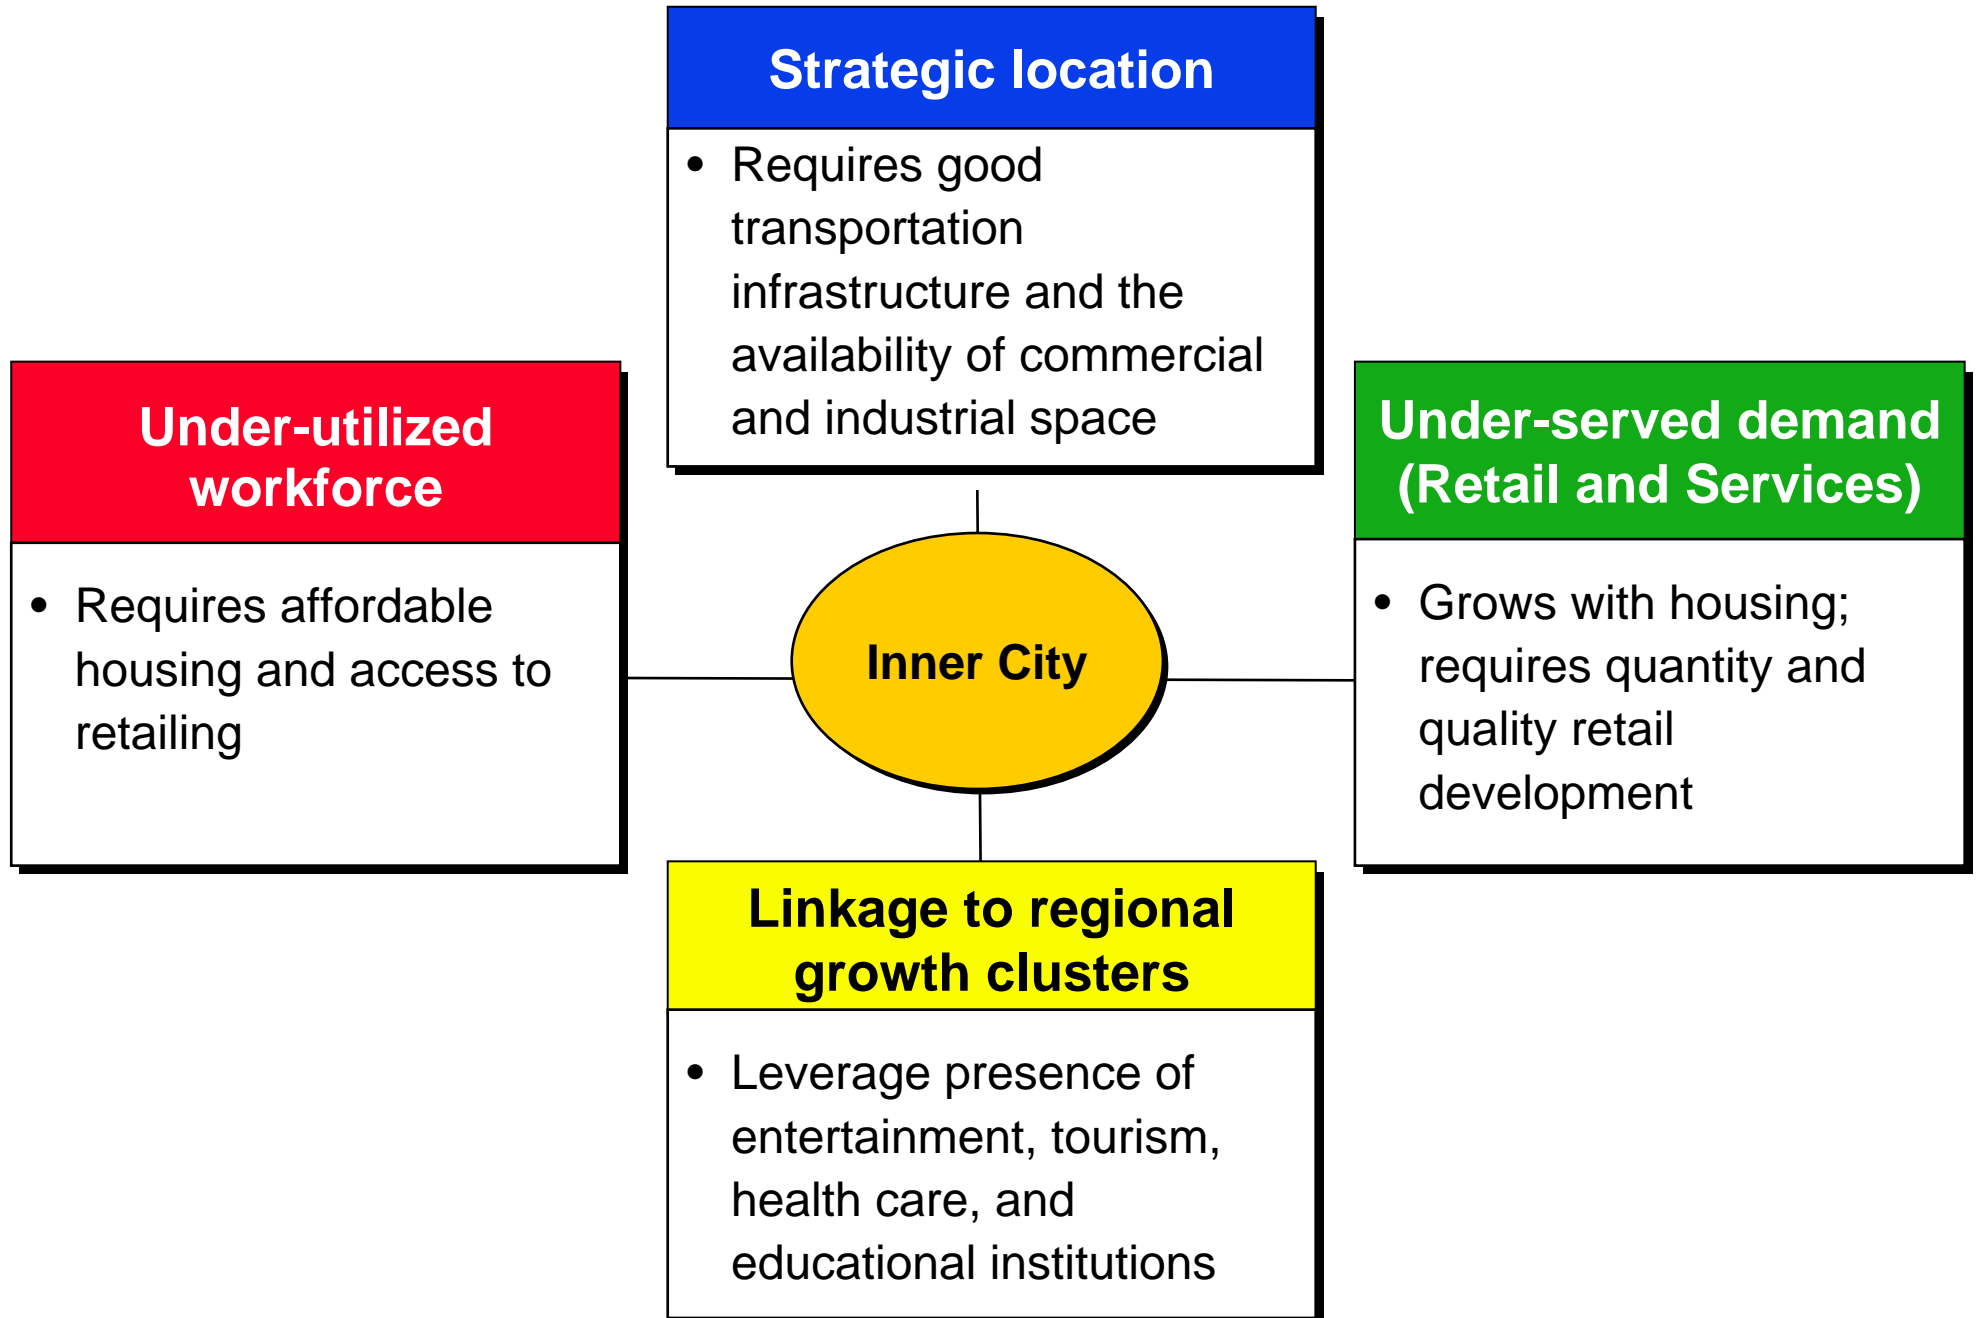 Strategic location
• Requires good
transportation
infrastructure and the
availability of commercial
and industrial space
Under-utilized
workforce
• Requires affordable
housing and access to
retailing
Inner City
Under-served demand
(Retail and Services)
• Grows with housing;
requires quantity and
quality retail
development
Linkage to regional
growth clusters
• Leverage presence of
entertainment, tourism,
health care, and
educational institutions